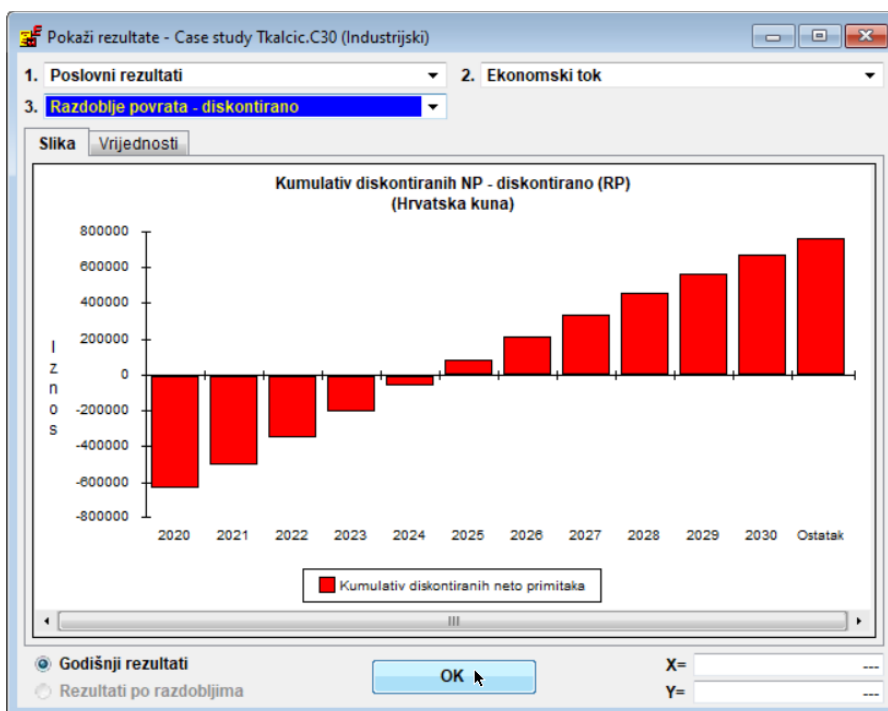 Pokaži rezultate - Case study Tkalcic.C30 (Industrijski)
1. Poslovni rezultati 2. Ekonomski tok
3. Razdoblje povrata - diskontirano
Slika Vrijednosti
Kumulativ diskontiranih NP - diskontirano (RP)
(Hrvatska kuna)
Iznos
800000
600000
400000
200000
0
-200000
-400000
-600000
-800000
2020 2021 2022 2023 2024 2025 2026 2027 2028 2029 2030 Ostatak
Kumulativ diskontiranih neto primitaka
Godišnji rezultati
Rezultati po razdobljima
OK
X= ---
Y= ---